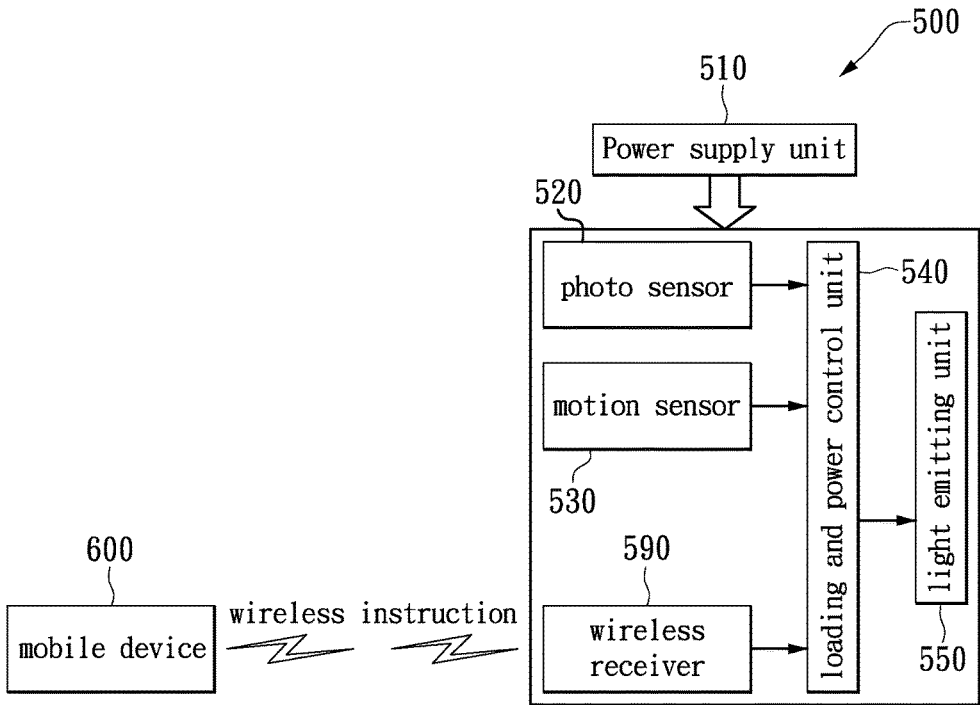 500
510
Power supply unit
520
photo sensor
540
loading and power control unit
light emitting unit
motion sensor
530
600
590
wireless instruction
mobile device
wireless
receiver
550